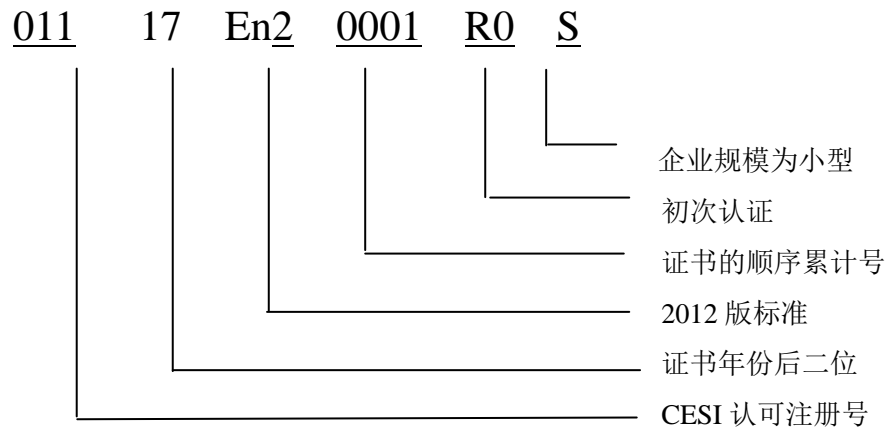 011 17 En2 0001 R0 S
企业规模为小型
初次认证
证书的顺序累计号
2012 版标准
证书年份后二位
CESI 认可注册号